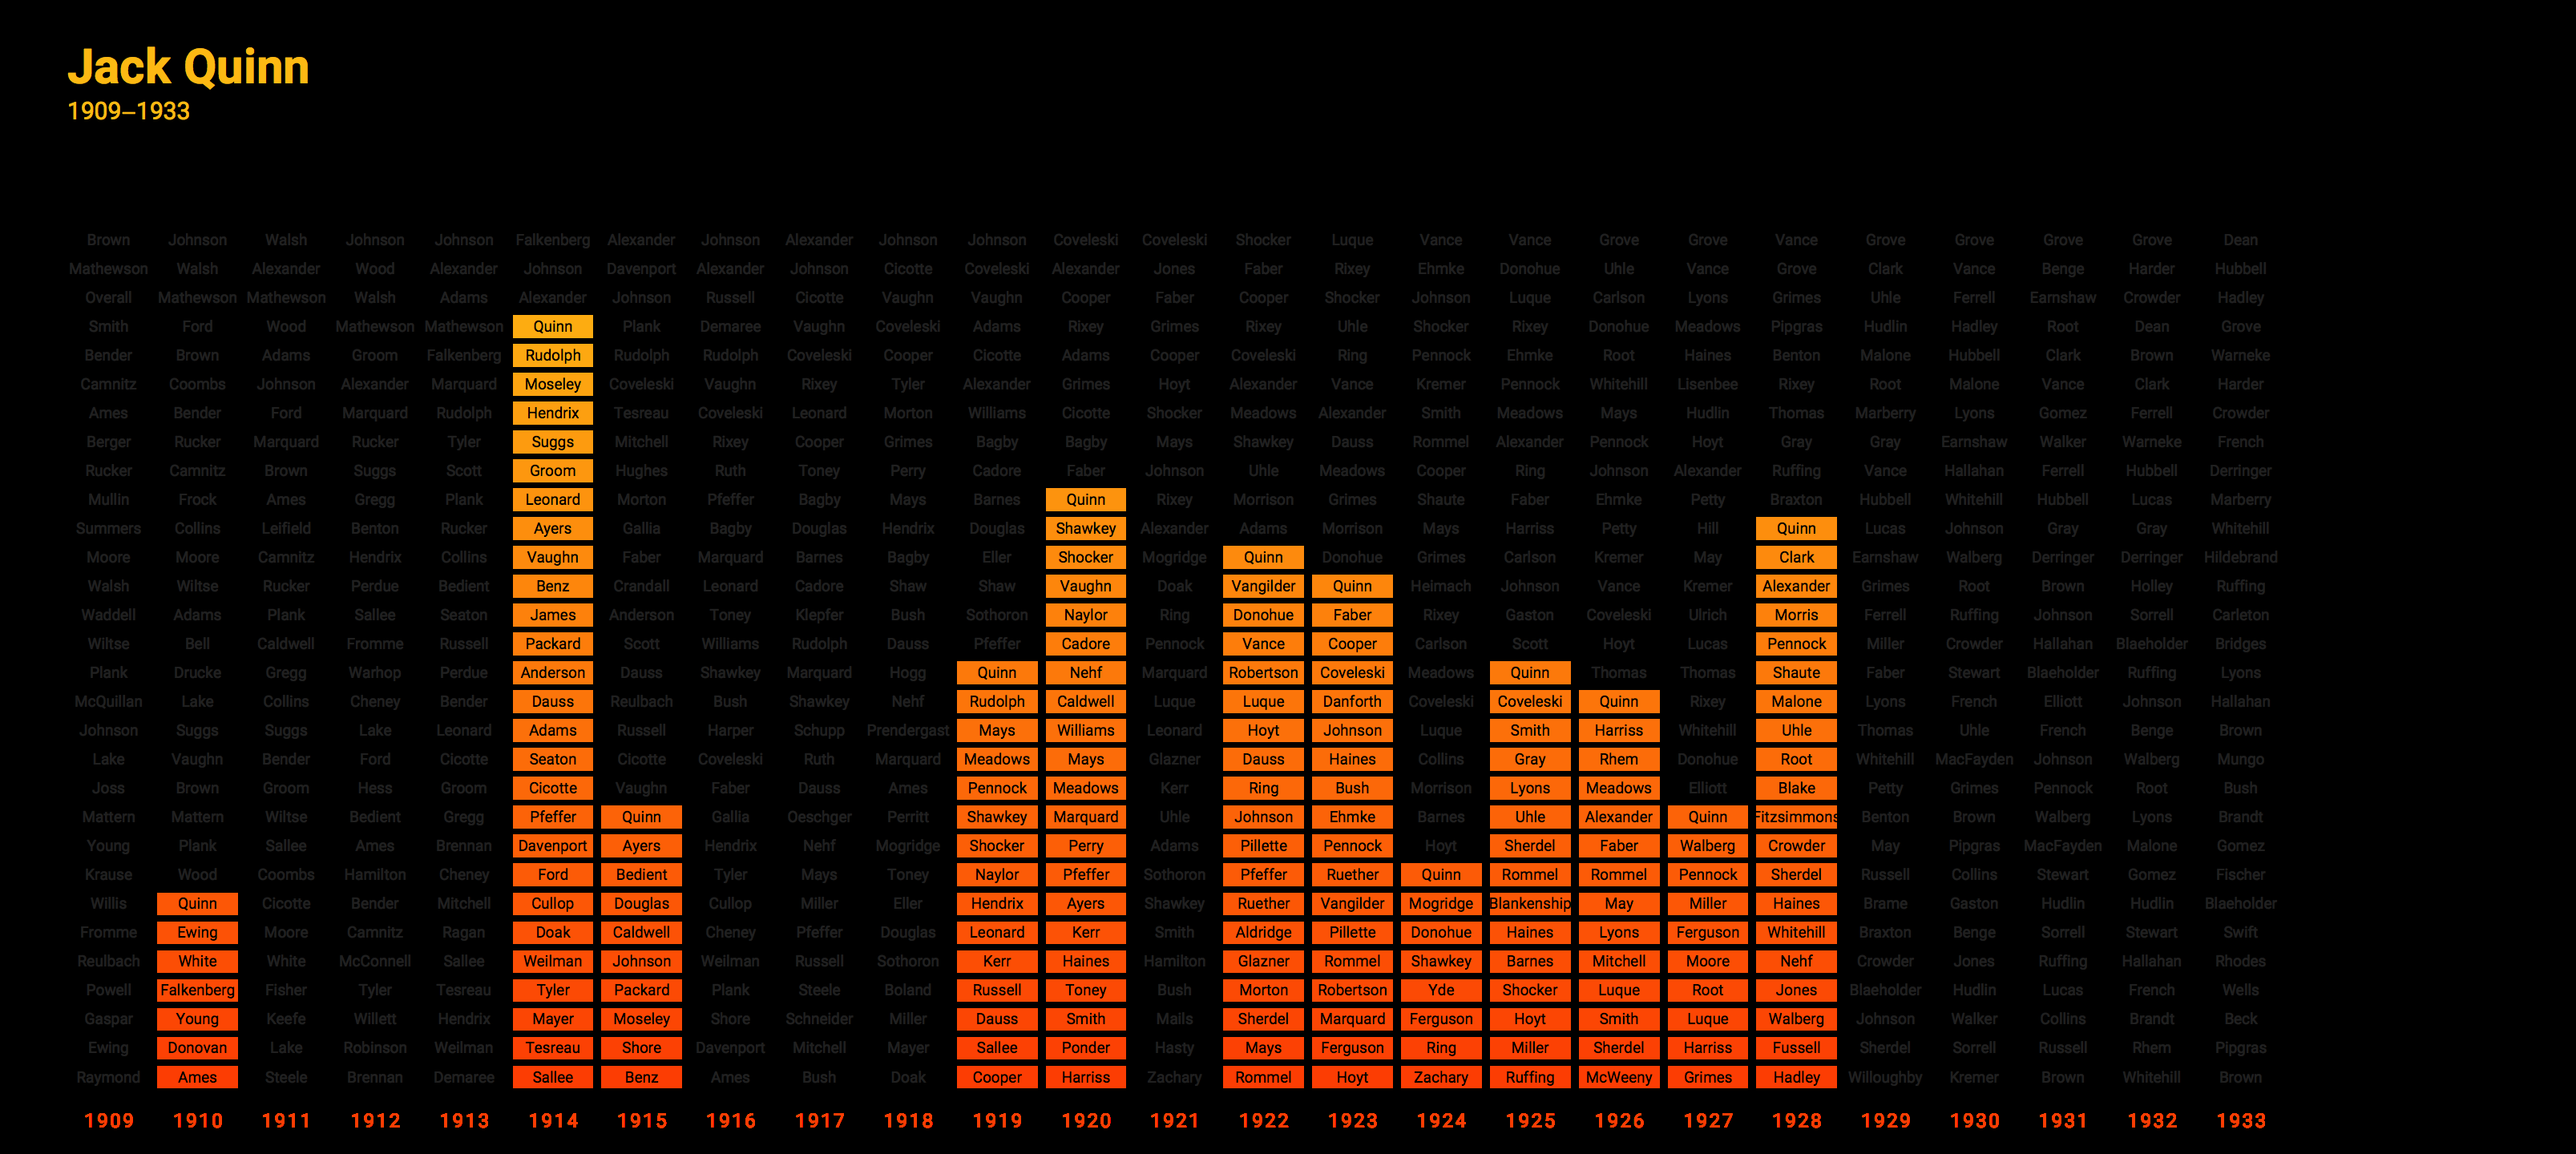 Jack Quinn
1909–1933
Brown Johnson Walsh Johnson Johnson Falkenberg Alexander Johnson Alexander Johnson Johnson Coveleski Coveleski Shocker Luque Vance Vance Grove Grove Vance Grove Grove Grove Grove Dean
Mathewson Walsh Alexander Wood Alexander Johnson Davenport Alexander Johnson Cicotte Coveleski Alexander Jones Faber Rixey Ehmke Donohue Uhle Vance Grove Clark Vance Benge Harder Hubbell
Overall Mathewson Mathewson Walsh Adams Alexander Johnson Russell Cicotte Vaughn Vaughn Cooper Faber Cooper Shocker Johnson Luque Carlson Lyons Grimes Uhle Ferrell Earnshaw Crowder Hadley
Smith Ford Wood Mathewson Mathewson Quinn Plank Demaree Vaughn Coveleski Adams Rixey Grimes Rixey Uhle Shocker Rixey Donohue Meadows Pipgras Hudlin Hadley Root Dean Grove
Bender Brown Adams Groom Falkenberg Rudolph Rudolph Rudolph Coveleski Cooper Cicotte Adams Cooper Coveleski Ring Pennock Ehmke Root Haines Benton Malone Hubbell Clark Brown Warneke
Camnitz Coombs Johnson Alexander Marquard Moseley Coveleski Vaughn Rixey Tyler Alexander Grimes Hoyt Alexander Vance Kremer Pennock Whitehill Lisenbee Rixey Root Malone Vance Clark Harder
Ames Bender Ford Marquard Rudolph Hendrix Tesreau Coveleski Leonard Morton Williams Cicotte Shocker Meadows Alexander Smith Meadows Mays Hudlin Thomas Marberry Lyons Gomez Ferrell Crowder
Berger Rucker Marquard Rucker Tyler Suggs Mitchell Rixey Cooper Grimes Bagby Bagby Mays Shawkey Dauss Rommel Alexander Pennock Hoyt Gray Gray Earnshaw Walker Warneke French
Rucker Camnitz Brown Suggs Scott Groom Hughes Ruth Toney Perry Cadore Faber Johnson Uhle Meadows Cooper Ring Johnson Alexander Ruffing Vance Hallahan Ferrell Hubbell Derringer
Mullin Frock Ames Gregg Plank Leonard Morton Pfeffer Bagby Mays Barnes Quinn Rixey Morrison Grimes Shaute Faber Ehmke Petty Braxton Hubbell Whitehill Hubbell Lucas Marberry
Summers Collins Leifield Benton Rucker Ayers Gallia Bagby Douglas Hendrix Douglas Shawkey Alexander Adams Morrison Mays Harriss Petty Hill Quinn Lucas Johnson Gray Gray Whitehill
Moore Moore Camnitz Hendrix Collins Vaughn Faber Marquard Barnes Bagby Eller Shocker Mogridge Quinn Donohue Grimes Carlson Kremer May Clark Earnshaw Walberg Derringer Derringer Hildebrand
Walsh Wiltse Rucker Perdue Bedient Benz Crandall Leonard Cadore Shaw Shaw Vaughn Doak Vangilder Quinn Heimach Johnson Vance Kremer Alexander Grimes Root Brown Holley Ruffing
Waddell Adams Plank Sallee Seaton James Anderson Toney Klepfer Bush Sothoron Naylor Ring Donohue Faber Rixey Gaston Coveleski Ulrich Morris Ferrell Ruffing Johnson Sorrell Carleton
Wiltse Bell Caldwell Fromme Russell Packard Scott Williams Rudolph Dauss Pfeffer Cadore Pennock Vance Cooper Carlson Scott Hoyt Lucas Pennock Miller Crowder Hallahan Blaeholder Bridges
Plank Drucke Gregg Warhop Perdue Anderson Dauss Shawkey Marquard Hogg Quinn Nehf Marquard Robertson Coveleski Meadows Quinn Thomas Thomas Shaute Faber Stewart Blaeholder Ruffing Lyons
McQuillan Lake Collins Cheney Bender Dauss Reulbach Bush Shawkey Nehf Rudolph Caldwell Luque Luque Danforth Coveleski Coveleski Quinn Rixey Malone Lyons French Elliott Johnson Hallahan
Johnson Suggs Suggs Lake Leonard Adams Russell Harper Schupp Prendergast Mays Williams Leonard Hoyt Johnson Luque Smith Harriss Whitehill Uhle Thomas Uhle French Benge Brown
Lake Vaughn Bender Ford Cicotte Seaton Cicotte Coveleski Ruth Marquard Meadows Mays Glazner Dauss Haines Collins Gray Rhem Donohue Root Whitehill MacFayden Johnson Walberg Mungo
Joss Brown Groom Hess Groom Cicotte Vaughn Faber Dauss Ames Pennock Meadows Kerr Ring Bush Morrison Lyons Meadows Elliott Blake Petty Grimes Pennock Root Bush
Mattern Mattern Wiltse Bedient Gregg Pfeffer Quinn Gallia Oeschger Perritt Shawkey Marquard Uhle Johnson Ehmke Barnes Uhle Alexander Quinn Fitzsimmons Benton Brown Walberg Lyons Brandt
Young Plank Sallee Ames Brennan Davenport Ayers Hendrix Nehf Mogridge Shocker Perry Adams Pillette Pennock Hoyt Sherdel Faber Walberg Crowder May Pipgras MacFayden Malone Gomez
Krause Wood Coombs Hamilton Cheney Ford Bedient Tyler Mays Toney Naylor Pfeffer Sothoron Pfeffer Ruether Quinn Rommel Rommel Pennock Sherdel Russell Collins Stewart Gomez Fischer
Willis Quinn Cicotte Bender Mitchell Cullop Douglas Cullop Miller Eller Hendrix Ayers Shawkey Ruether Vangilder Mogridge Blankenship May Miller Haines Brame Gaston Hudlin Hudlin Blaeholder
Fromme Ewing Moore Camnitz Ragan Doak Caldwell Cheney Pfeffer Douglas Leonard Kerr Smith Aldridge Pillette Donohue Haines Lyons Ferguson Whitehill Braxton Benge Sorrell Stewart Swift
Reulbach White White McConnell Sallee Weilman Johnson Weilman Russell Sothoron Kerr Haines Hamilton Glazner Rommel Shawkey Barnes Mitchell Moore Nehf Crowder Jones Ruffing Hallahan Rhodes
Powell Falkenberg Fisher Tyler Tesreau Tyler Packard Plank Steele Boland Russell Toney Bush Morton Robertson Yde Shocker Luque Root Jones Blaeholder Hudlin Lucas French Wells
Gaspar Young Keefe Willett Hendrix Mayer Moseley Shore Schneider Miller Dauss Smith Mails Sherdel Marquard Ferguson Hoyt Smith Luque Walberg Johnson Walker Collins Brandt Beck
Ewing Donovan Lake Robinson Weilman Tesreau Shore Davenport Mitchell Mayer Sallee Ponder Hasty Mays Ferguson Ring Miller Sherdel Harriss Fussell Sherdel Sorrell Russell Rhem Pipgras
Raymond Ames Steele Brennan Demaree Sallee Benz Ames Bush Doak Cooper Harriss Zachary Rommel Hoyt Zachary Ruffing McWeeny Grimes Hadley Willoughby Kremer Brown Whitehill Brown
1909 1910 1911 1912 1913 1914 1915 1916 1917 1918 1919 1920 1921 1922 1923 1924 1925 1926 1927 1928 1929 1930 1931 1932 1933